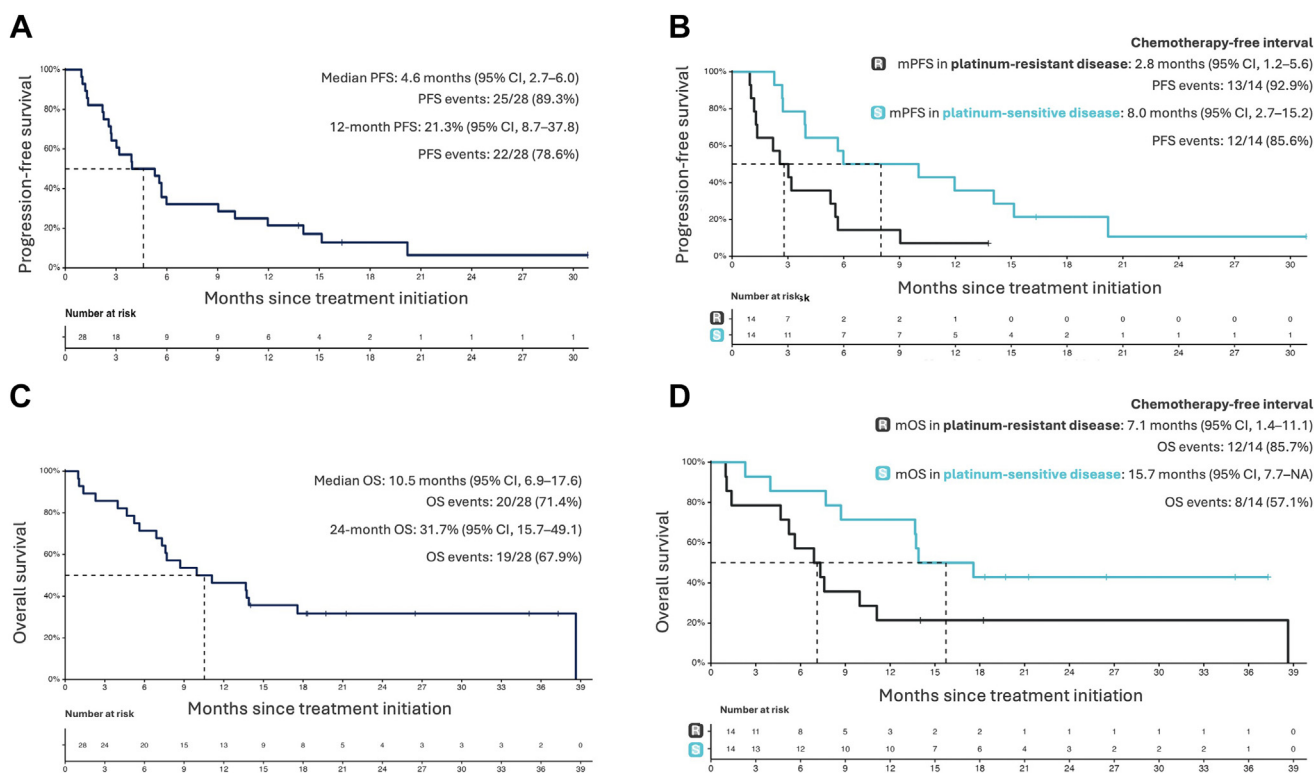 A
Median PFS: 4.6 months (95% CI, 2.7–6.0)
PFS events: 25/28 (89.3%)
12-month PFS: 21.3% (95% CI, 8.7–37.8)
PFS events: 22/28 (78.6%)
Progression-free survival
100%
80%
60%
40%
20%
0%
0 3 6 9 12 15 18 21 24 27 30
Months since treatment initiation
Number at risk
28 18 9 9 6 4 2 1 1 1 1
0 3 6 9 12 15 18 21 24 27 30
B
Chemotherapy-free interval
R mPFS in platinum-resistant disease: 2.8 months (95% CI, 1.2–5.6)
PFS events: 13/14 (92.9%)
S mPFS in platinum-sensitive disease: 8.0 months (95% CI, 2.7–15.2)
PFS events: 12/14 (85.6%)
Progression-free survival
100%
80%
60%
40%
20%
0%
0 3 6 9 12 15 18 21 24 27 30
Months since treatment initiation
Number at risk
R 14 7 2 2 1 0 0 0 0 0 0
S 14 11 7 7 5 4 2 1 1 1 1
0 3 6 9 12 15 18 21 24 27 30
C
Median OS: 10.5 months (95% CI, 6.9–17.6)
OS events: 20/28 (71.4%)
24-month OS: 31.7% (95% CI, 15.7–49.1)
OS events: 19/28 (67.9%)
Overall survival
100%
80%
60%
40%
20%
0%
0 3 6 9 12 15 18 21 24 27 30 33 36 39
Months since treatment initiation
Number at risk
28 24 20 15 13 9 8 5 4 3 3 3 2 0
0 3 6 9 12 15 18 21 24 27 30 33 36 39
D
Chemotherapy-free interval
R mOS in platinum-resistant disease: 7.1 months (95% CI, 1.4–11.1)
OS events: 12/14 (85.7%)
S mOS in platinum-sensitive disease: 15.7 months (95% CI, 7.7–NA)
OS events: 8/14 (57.1%)
Overall survival
100%
80%
60%
40%
20%
0%
0 3 6 9 12 15 18 21 24 27 30 33 36 39
Months since treatment initiation
Number at risk
R 14 11 8 5 3 2 2 1 1 1 1 1 1 0
S 14 13 12 10 10 7 6 4 3 2 2 2 1 0
0 3 6 9 12 15 18 21 24 27 30 33 36 39